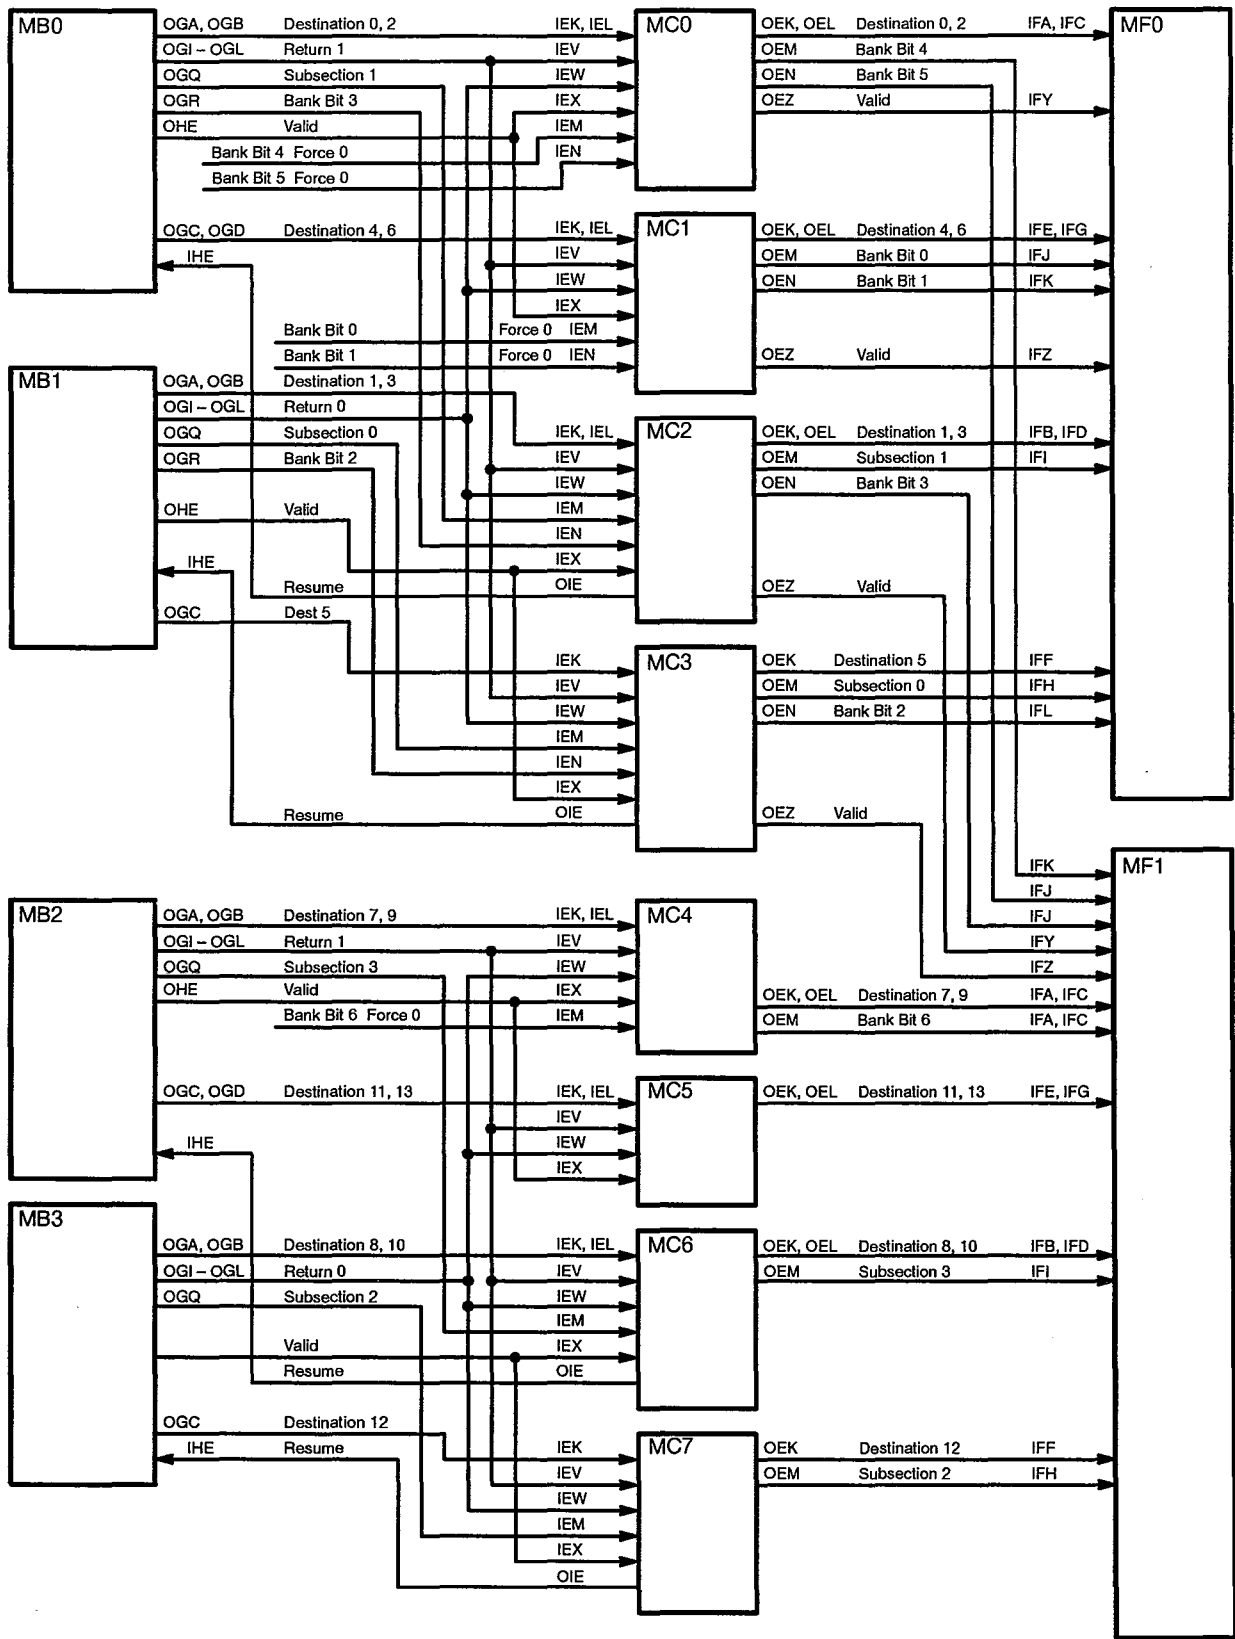 MB0
OGA, OGB Destination 0, 2 IEK, IEL
OGI – OGL Return 1 IEV
OGQ Subsection 1 IEW
OGR Bank Bit 3 IEX
OHE Valid IEM
Bank Bit 4 Force 0 IEN
Bank Bit 5 Force 0
MC0
OEK, OEL Destination 0, 2 IFA, IFC
OEM Bank Bit 4
OEN Bank Bit 5
OEZ Valid IFY
MF0
OGC, OGD Destination 4, 6 IEK, IEL
IHE IEV
IEW
IEX
Bank Bit 0 Force 0 IEM
Bank Bit 1 Force 0 IEN
MC1
OEK, OEL Destination 4, 6 IFE, IFG
OEM Bank Bit 0 IFJ
OEN Bank Bit 1 IFK
OEZ Valid IFZ
MB1
OGA, OGB Destination 1, 3
OGI – OGL Return 0
OGQ Subsection 0 IEK, IEL
OGR Bank Bit 2 IEV
IEW
OHE Valid IEM
IEN
IHE IEX
Resume OIE
OGC Dest 5
MC2
OEK, OEL Destination 1, 3 IFB, IFD
OEM Subsection 1 IFI
OEN Bank Bit 3
OEZ Valid
IEK
IEV
IEW
IEM
IEN
IEX
Resume OIE
MC3
OEK Destination 5 IFF
OEM Subsection 0 IFH
OEN Bank Bit 2 IFL
OEZ Valid
MF1
IFK
IFJ
IFJ
IFY
IFZ
MB2
OGA, OGB Destination 7, 9 IEK, IEL
OGI – OGL Return 1 IEV
OGQ Subsection 3 IEW
OHE Valid IEX
Bank Bit 6 Force 0 IEM
MC4
OEK, OEL Destination 7, 9 IFA, IFC
OEM Bank Bit 6 IFA, IFC
OGC, OGD Destination 11, 13 IEK, IEL
IEV
IHE IEW
IEX
MC5
OEK, OEL Destination 11, 13 IFE, IFG
MB3
OGA, OGB Destination 8, 10 IEK, IEL
OGI – OGL Return 0 IEV
OGQ Subsection 2 IEW
IEM
Valid IEX
Resume OIE
MC6
OEK, OEL Destination 8, 10 IFB, IFD
OEM Subsection 3 IFI
OGC Destination 12
IHE Resume IEK
IEV
IEW
IEM
IEX
OIE
MC7
OEK Destination 12 IFF
OEM Subsection 2 IFH